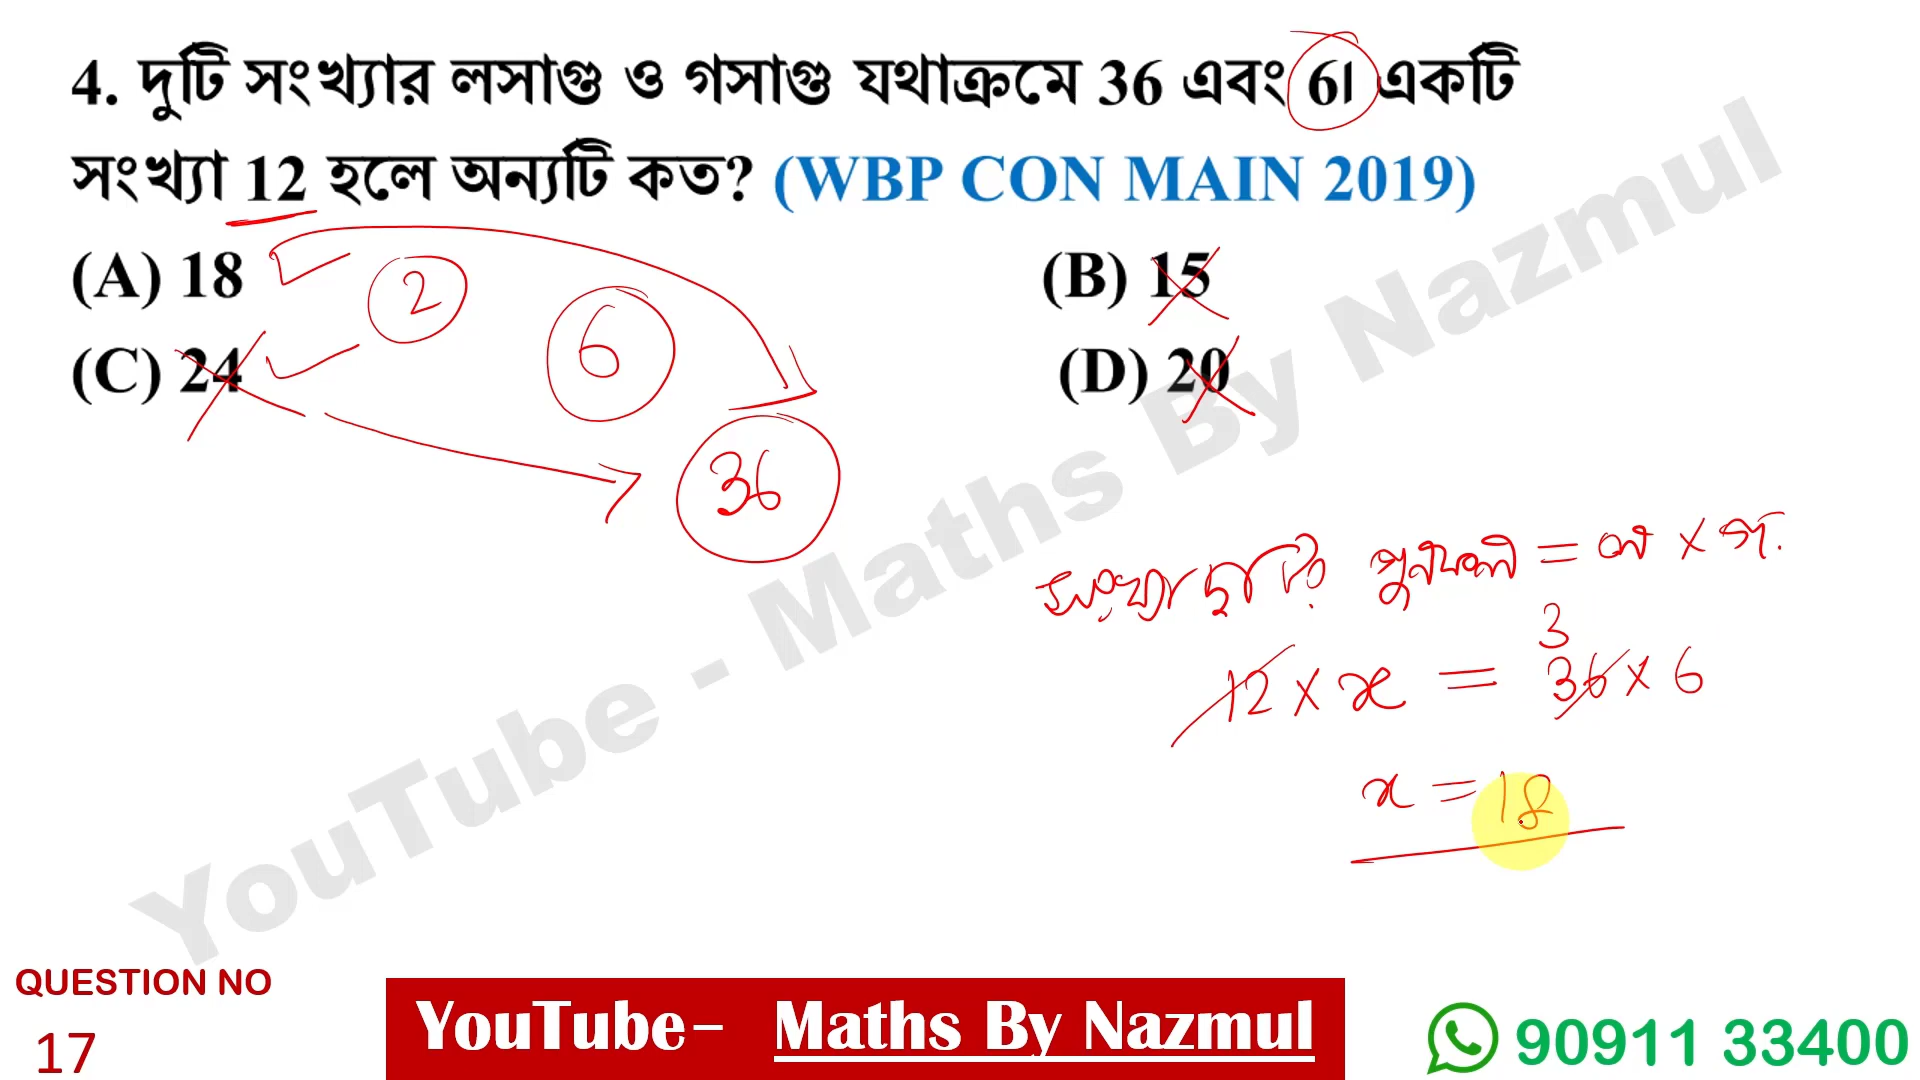 4. দুটি সংখ্যার লসাগু ও গসাগু যথাক্রমে 36 এবং 6। একটি
সংখ্যা 12 হলে অন্যটি কত? (WBP CON MAIN 2019)
(A) 18
(B) 15
(C) 24
(D) 20
2
6
36
সংখ্যা দুটির গুণফল = ল × গ.
3
12 × x = 36 × 6
x = 18
YouTube - Maths By Nazmul
QUESTION NO
17
YouTube- Maths By Nazmul
90911 33400